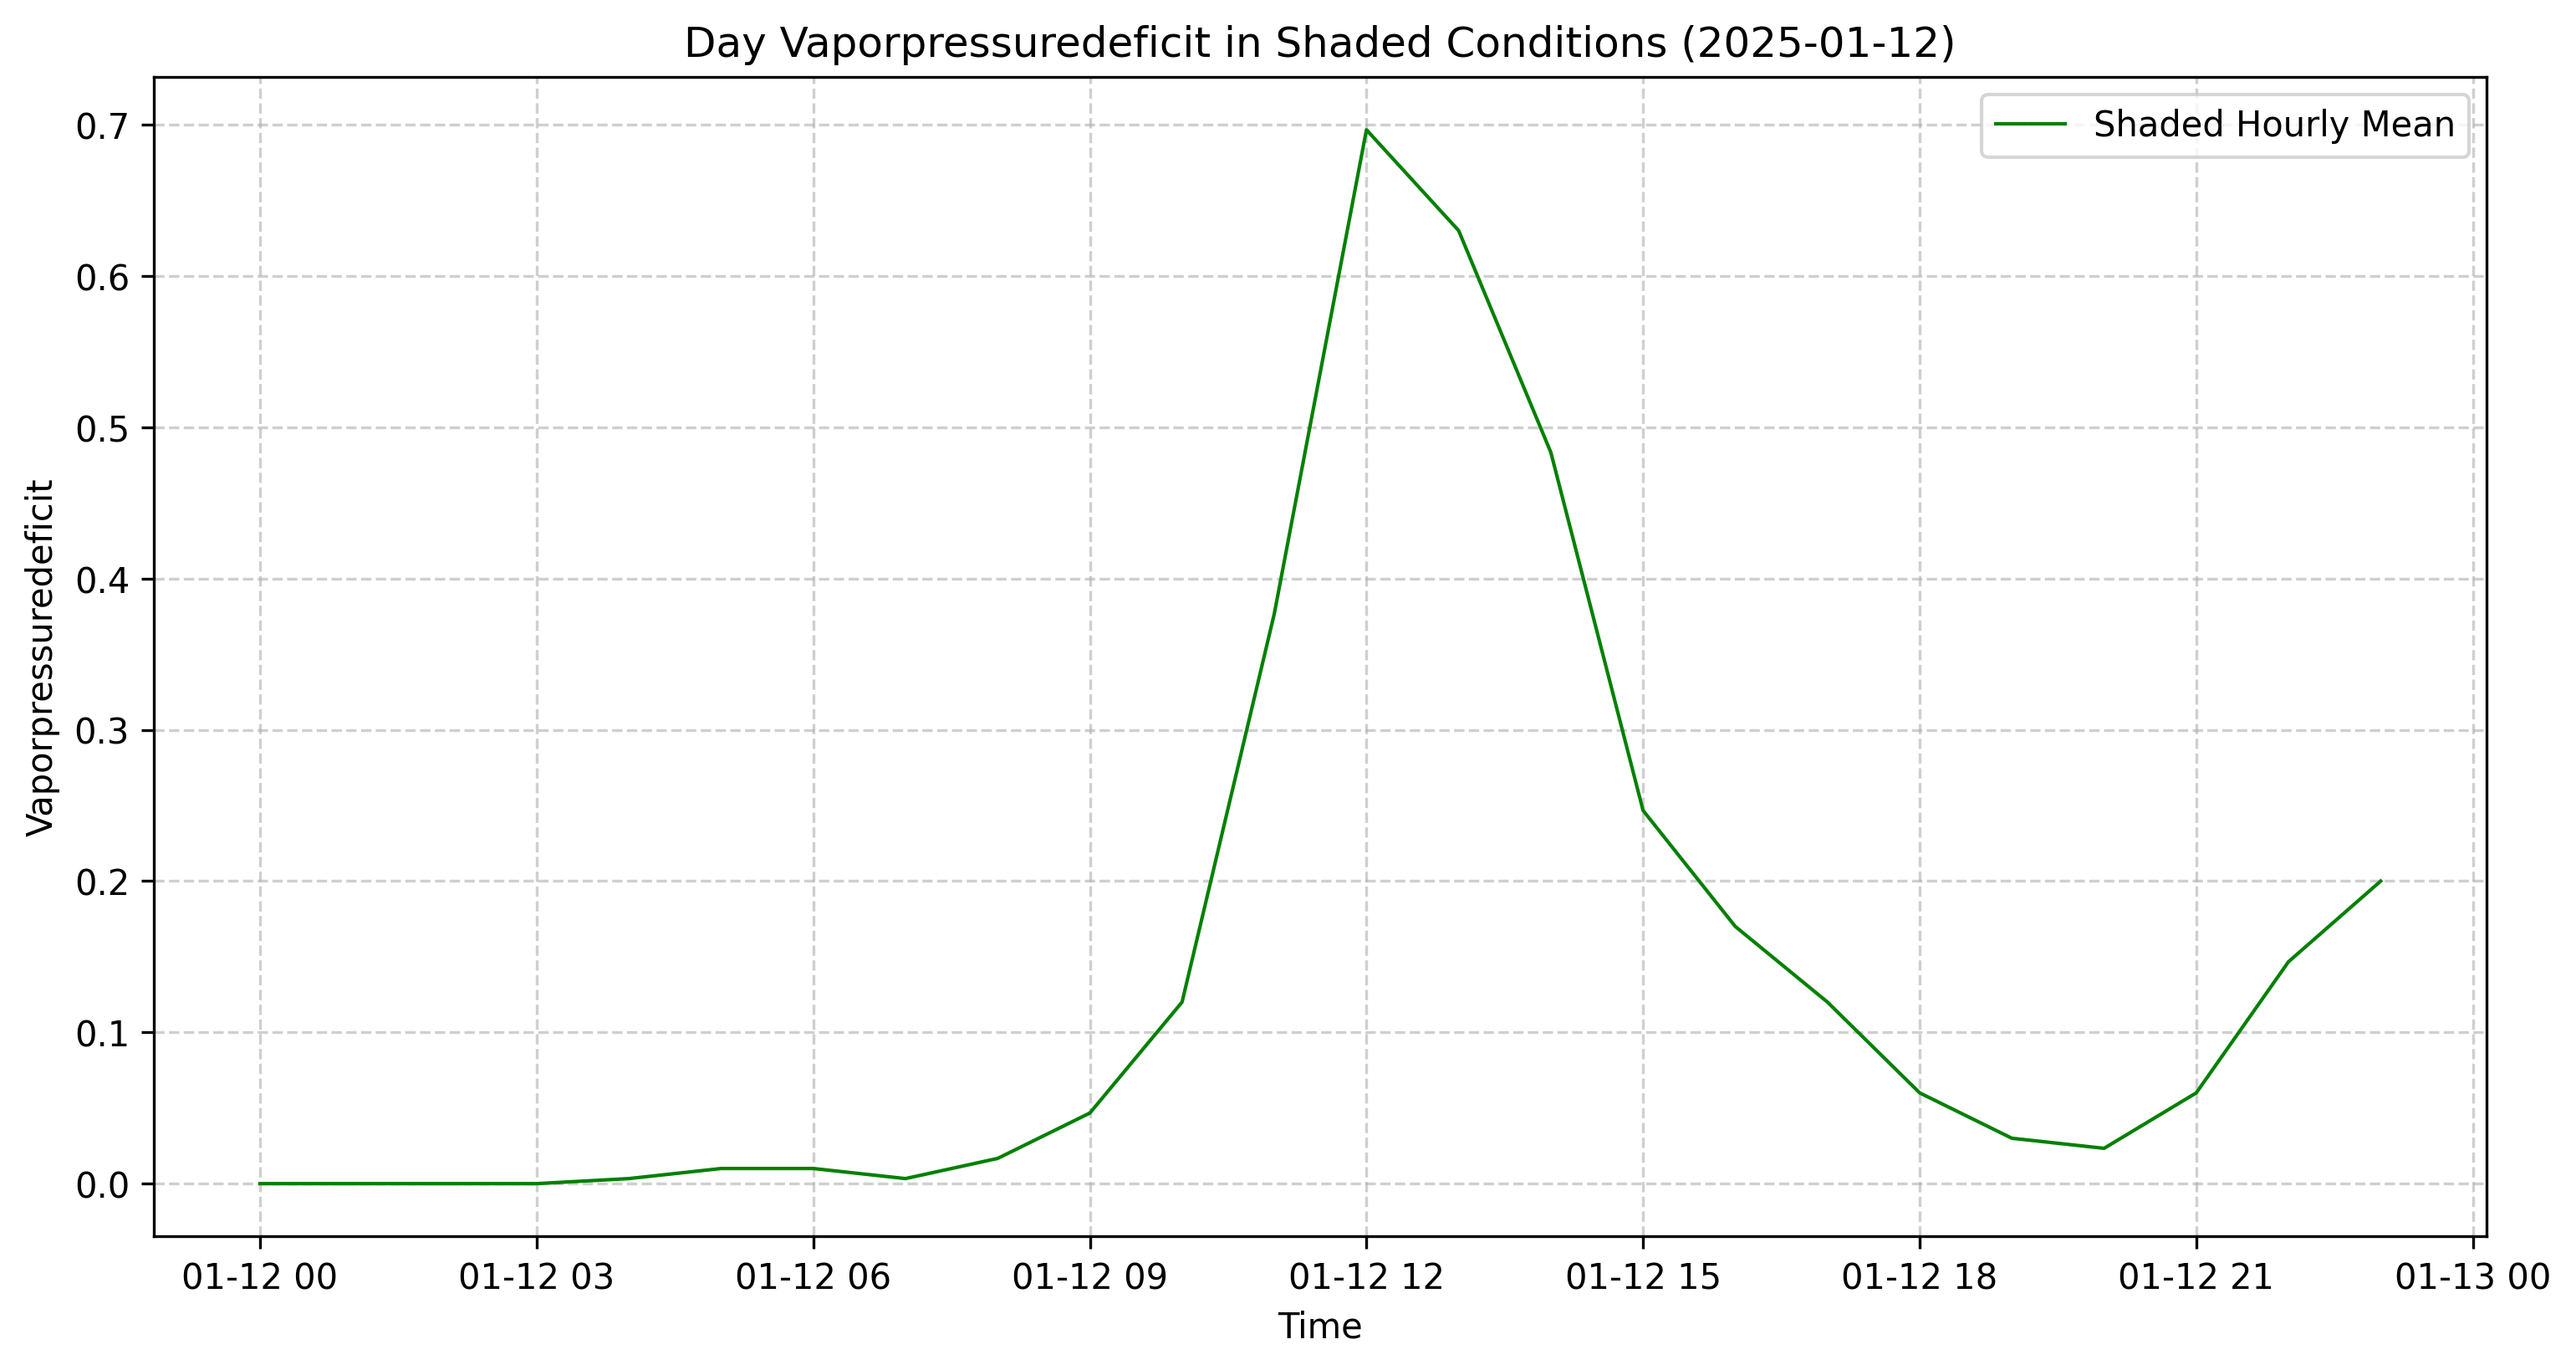 Day Vaporpressuredeficit in Shaded Conditions (2025-01-12)
Shaded Hourly Mean
Vaporpressuredeficit
0.7
0.6
0.5
0.4
0.3
0.2
0.1
0.0
01-12 00 01-12 03 01-12 06 01-12 09 01-12 12 01-12 15 01-12 18 01-12 21 01-13 00
Time